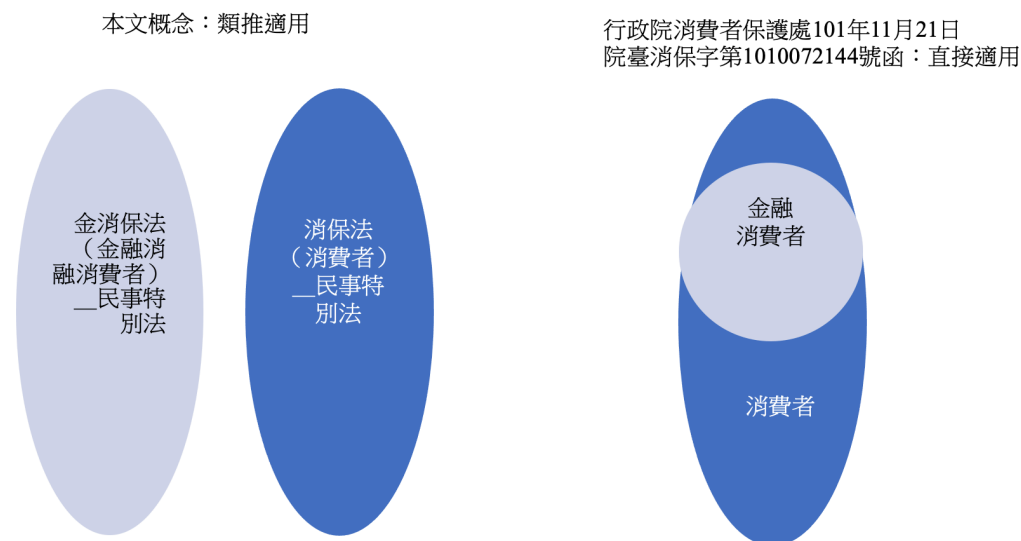 本文概念：類推適用
行政院消費者保護處101年11月21日
院臺消保字第1010072144號函：直接適用
金消保法
（金融消
融消費者）
__民事特
別法
消保法
（消費者）
__民事特
別法
金融
消費者
消費者